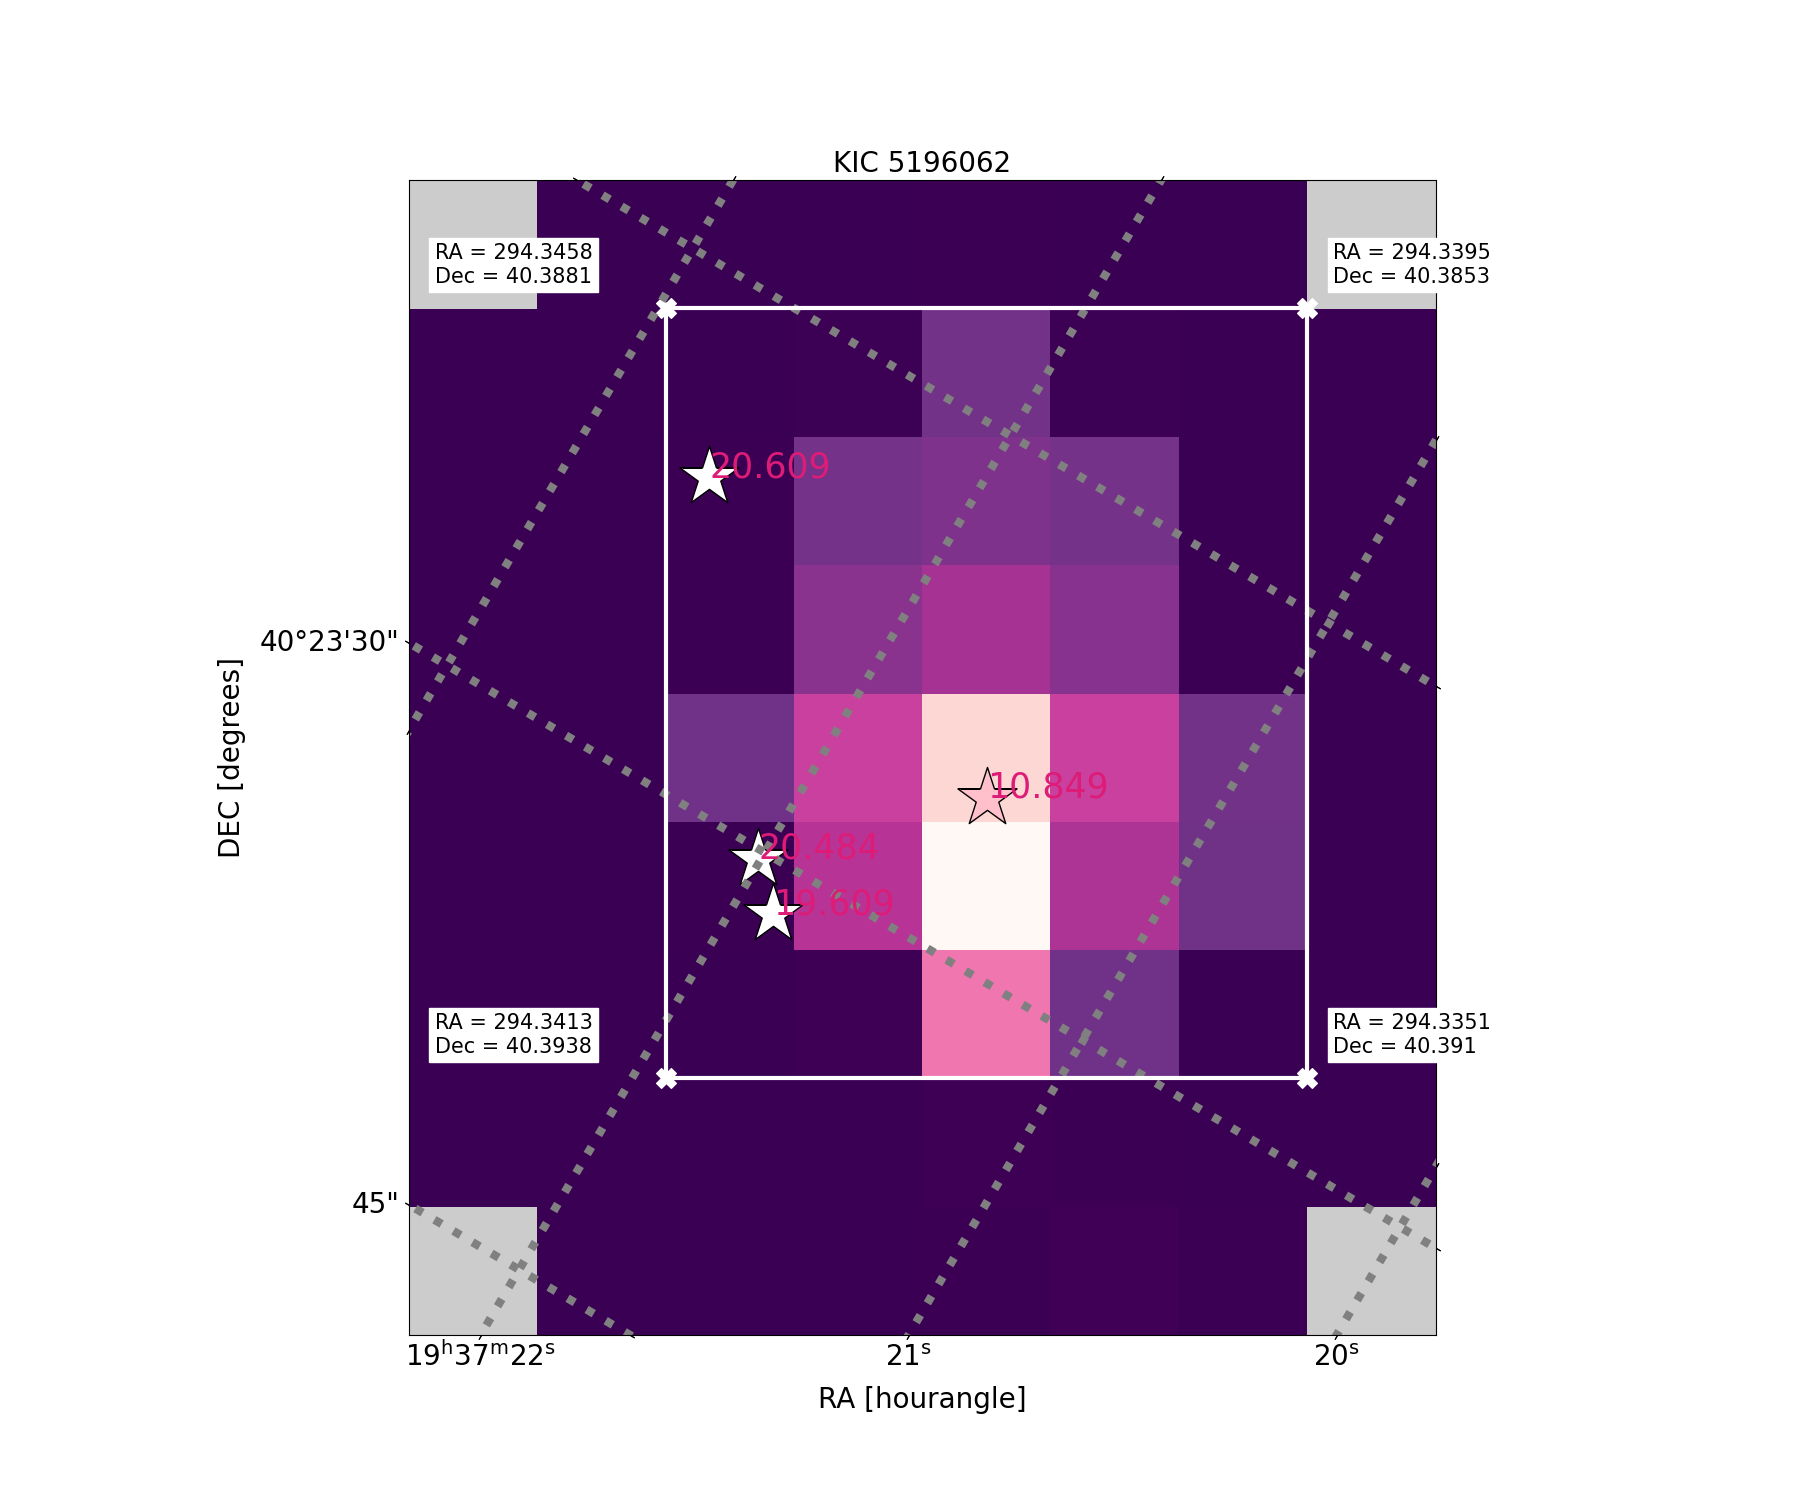 KIC 5196062
RA = 294.3458
Dec = 40.3881
RA = 294.3395
Dec = 40.3853
20.609
40°23'30"
10.849
20.484
19.609
DEC [degrees]
RA = 294.3413
Dec = 40.3938
RA = 294.3351
Dec = 40.391
45"
19ʰ37ᵐ22ˢ
21ˢ
20ˢ
RA [hourangle]